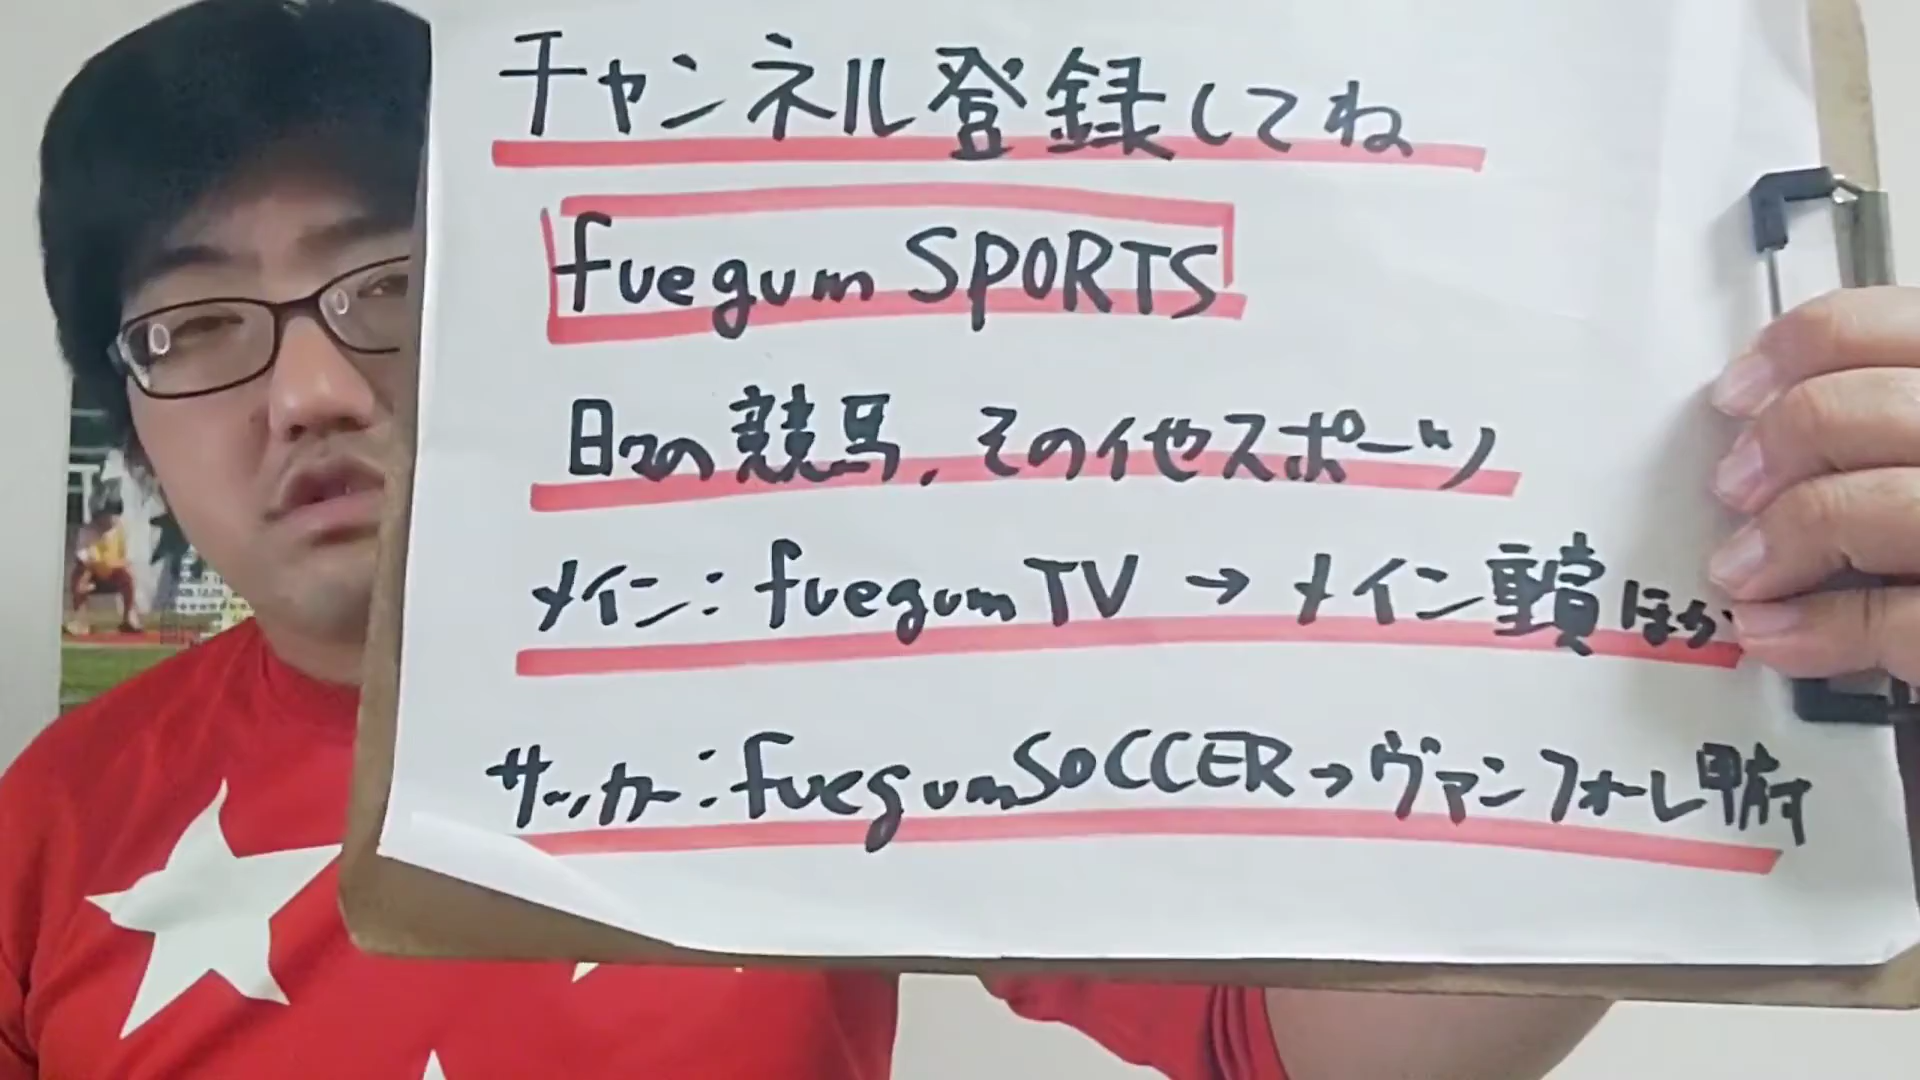 チャンネル登録してね
fuegum SPORTS
日々の競馬、その他スポーツ
メイン：fuegum TV → メイン重賞ほか
サッカー：fuegum SOCCER → ヴァンフォーレ甲府